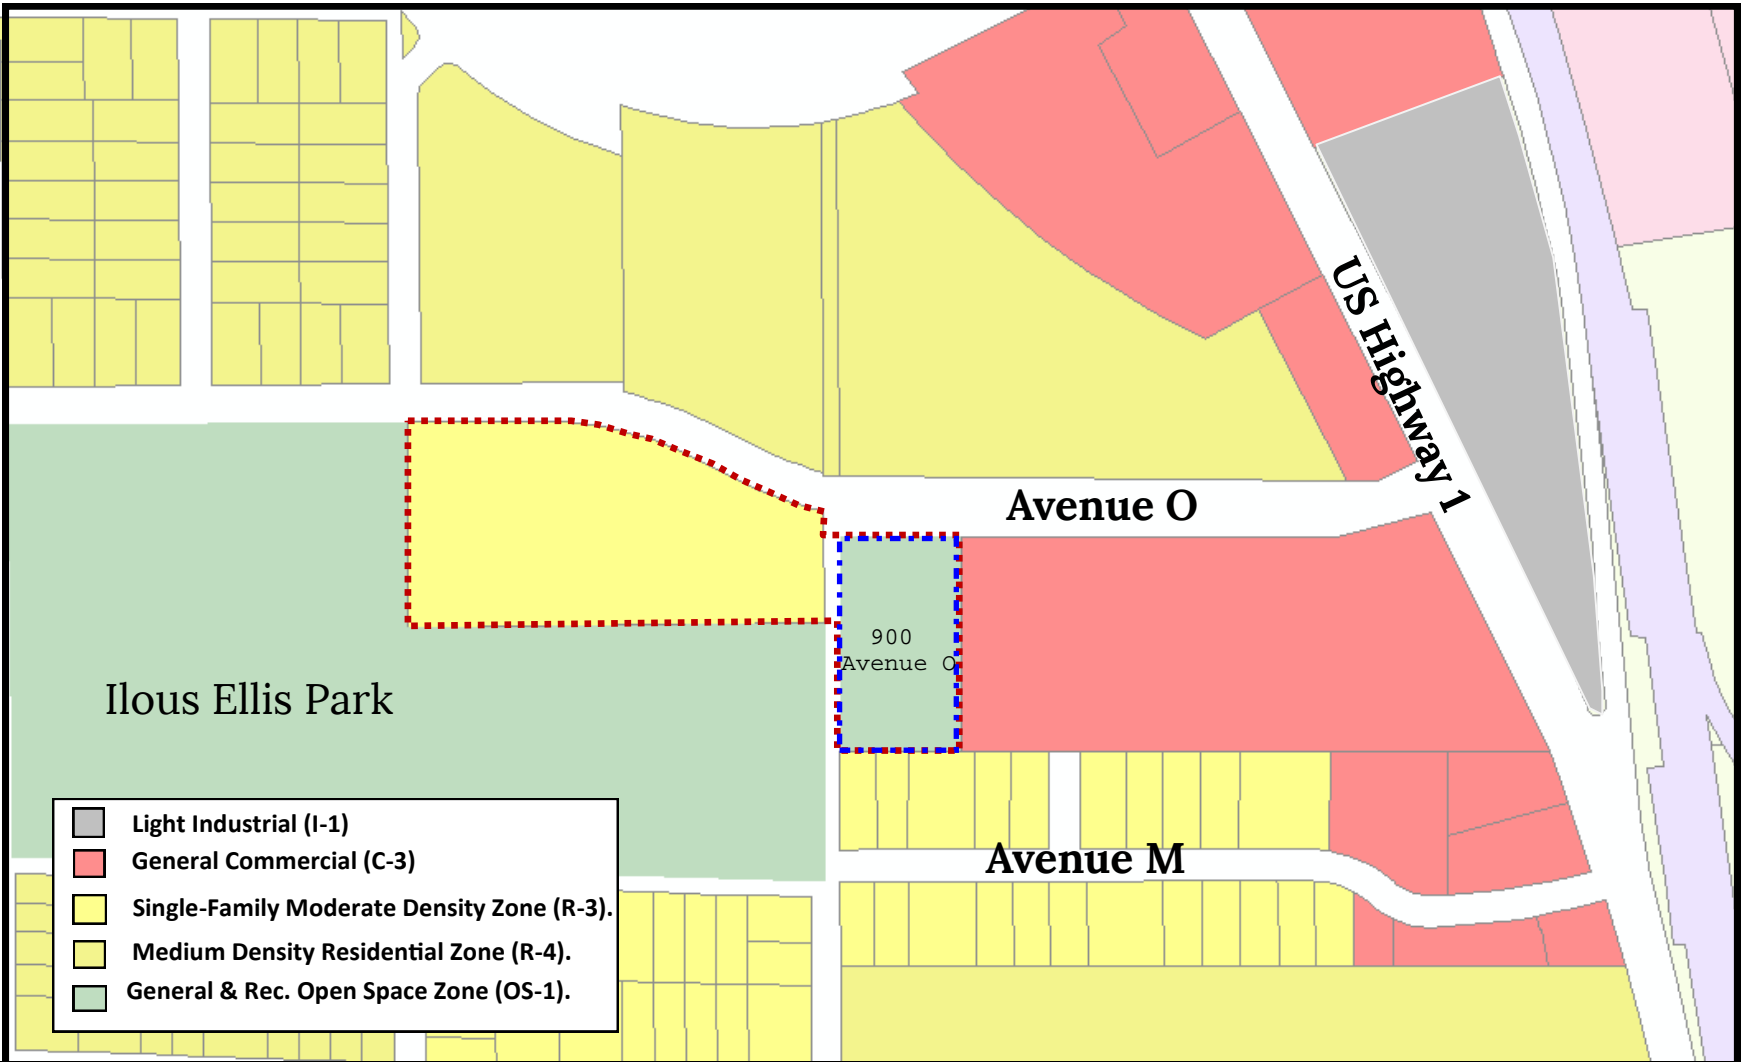 US Highway 1
Avenue O
900
Avenue O
Ilous Ellis Park
Avenue M
Light Industrial (I-1)
General Commercial (C-3)
Single-Family Moderate Density Zone (R-3).
Medium Density Residential Zone (R-4).
General & Rec. Open Space Zone (OS-1).